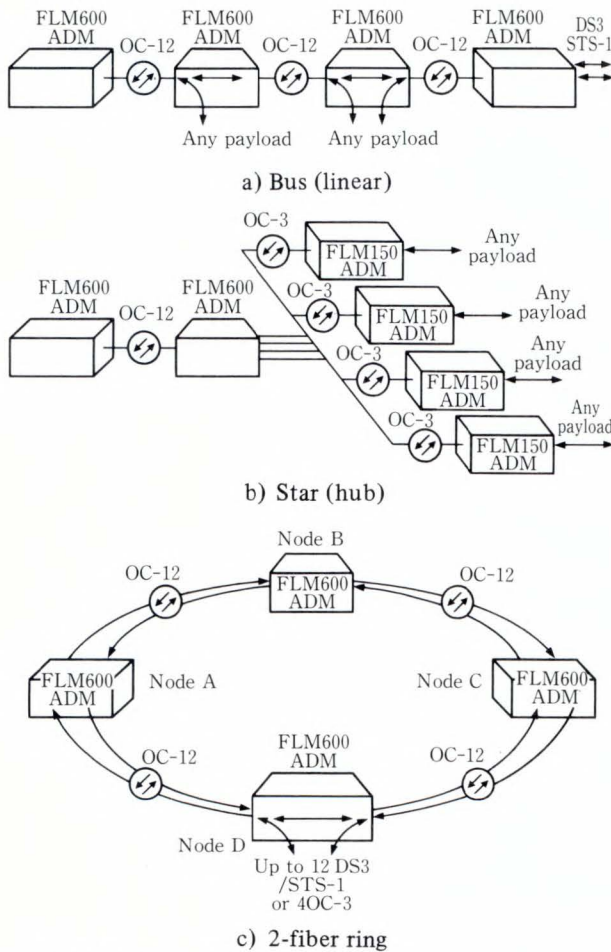 FLM600
ADM
OC-12
FLM600
ADM
OC-12
FLM600
ADM
OC-12
FLM600
ADM
DS3
STS-1
Any payload
Any payload
a) Bus (linear)
OC-3
FLM150
ADM
Any
payload
FLM600
ADM
OC-12
FLM600
ADM
OC-3
FLM150
ADM
Any
payload
OC-3
FLM150
ADM
Any
payload
OC-3
FLM150
ADM
Any
payload
b) Star (hub)
Node B
OC-12
FLM600
ADM
OC-12
FLM600
ADM
Node A
Node C
FLM600
ADM
OC-12
FLM600
ADM
OC-12
Node D
Up to 12 DS3
/STS-1
or 4OC-3
c) 2-fiber ring